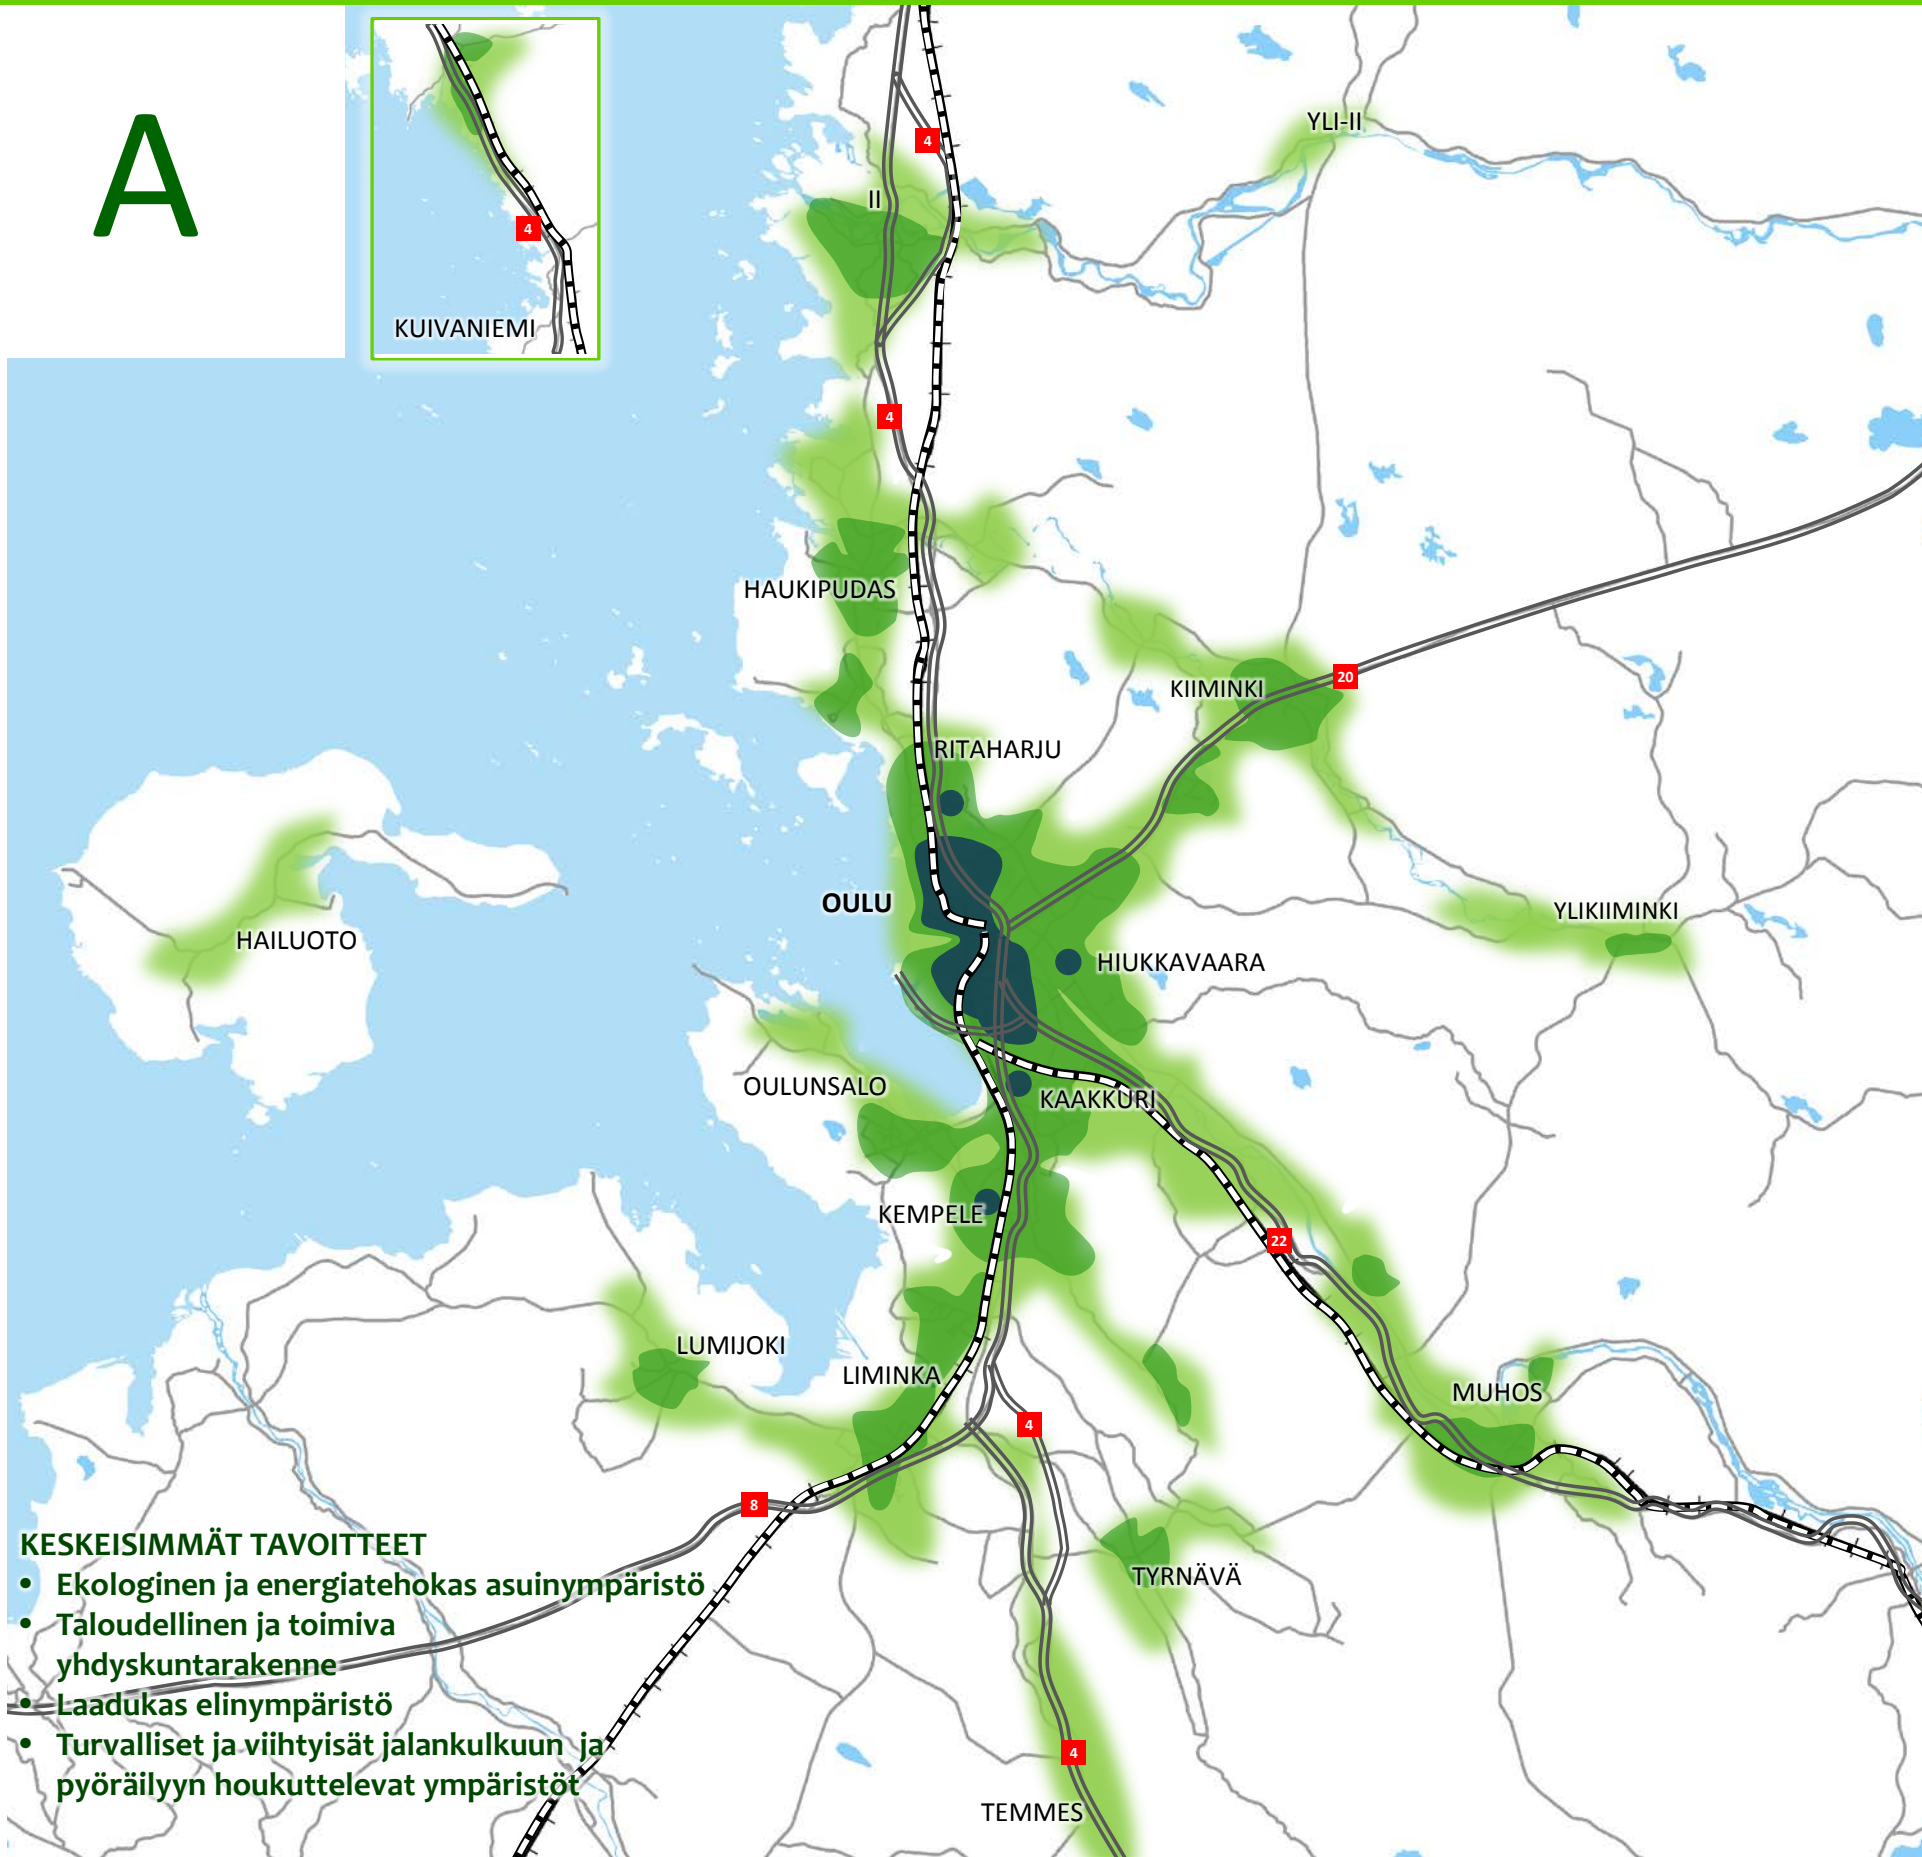 A
4
KUIVANIEMI
4
YLI-II
II
4
HAUKIPUDAS
20
KIIMINKI
RITAHARJU
OULU
YLIKIIMINKI
HAILUOTO
HIUKKAVAARA
OULUNSALO
KAAKKURI
KEMPELE
22
LUMIJOKI
LIMINKA
MUHOS
4
8
TYRNÄVÄ
4
TEMMES
KESKEISIMMÄT TAVOITTEET
• Ekologinen ja energiatehokas asuinympäristö
• Taloudellinen ja toimiva
yhdyskuntarakenne
• Laadukas elinympäristö
• Turvalliset ja viihtyisät jalankulkuun ja
pyöräilyyn houkuttelevat ympäristöt